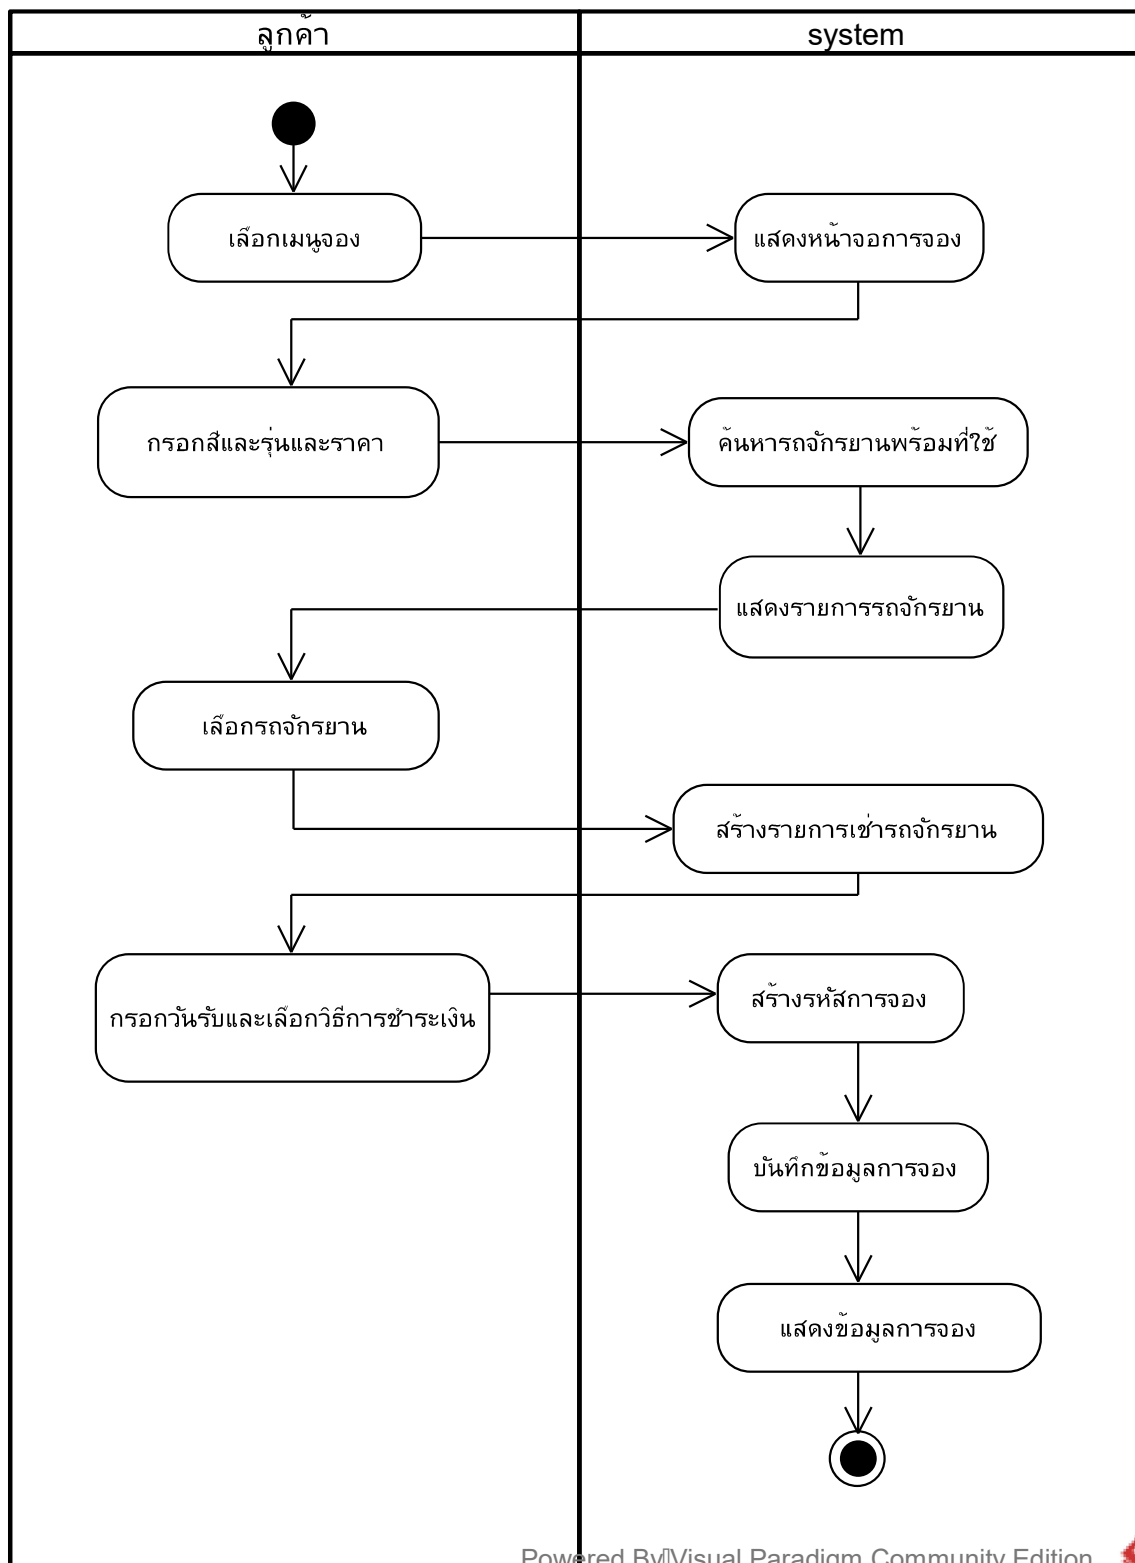 ลูกค้า
system
เลือกเมนูจอง
แสดงหน้าจอการจอง
กรอกสีและรุ่นและราคา
ค้นหารถจักรยานพร้อมที่ใช้
แสดงรายการรถจักรยาน
เลือกรถจักรยาน
สร้างรายการเช่ารถจักรยาน
กรอกวันรับและเลือกวิธีการชำระเงิน
สร้างรหัสการจอง
บันทึกข้อมูลการจอง
แสดงข้อมูลการจอง
Powered By Visual Paradigm Community Edition